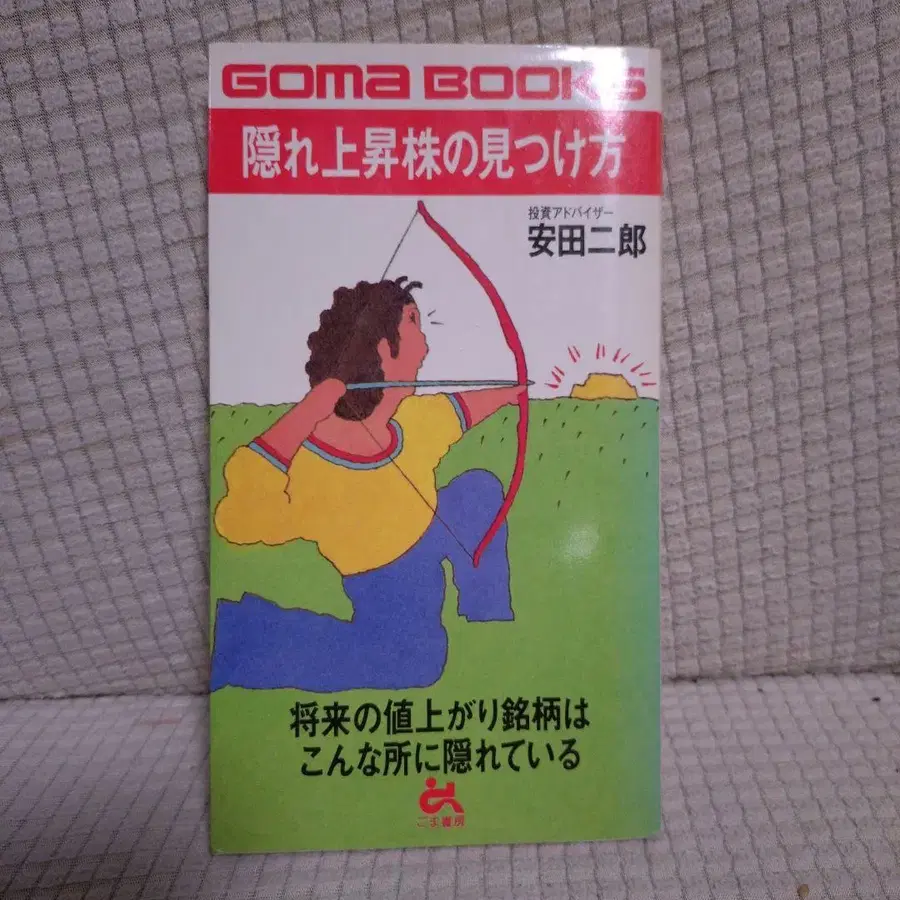 GOMA BOOKS
隠れ上昇株の見つけ方
投資アドバイザー
安田二郎
将来の値上がり銘柄は
こんな所に隠れている
ごま書房